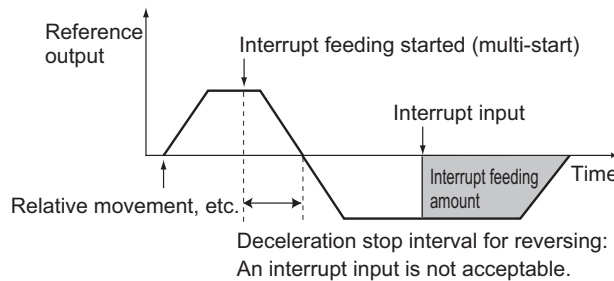 Reference
output
Interrupt feeding started (multi-start)
Interrupt input
Interrupt feeding
amount
Time
Relative movement, etc.
Deceleration stop interval for reversing:
An interrupt input is not acceptable.